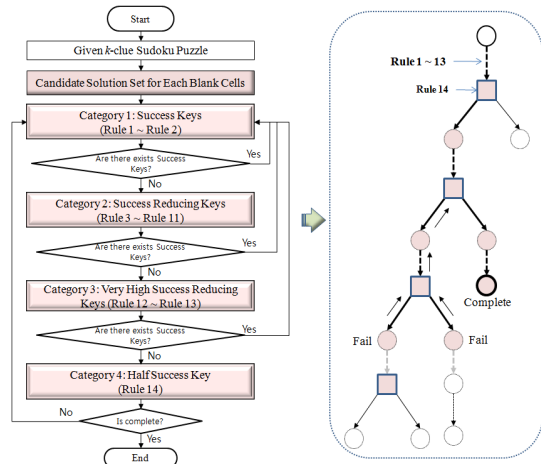 Start
Given k-clue Sudoku Puzzle
Candidate Solution Set for Each Blank Cells
Category 1: Success Keys
(Rule 1 ~ Rule 2)
Are there exists Success
Keys?
Yes
No
Category 2: Success Reducing Keys
(Rule 3 ~ Rule 11)
Are there exists Success
Keys?
Yes
No
Category 3: Very High Success Reducing
Keys (Rule 12 ~ Rule 13)
Are there exists Success
Keys?
Yes
No
Category 4: Half Success Key
(Rule 14)
No
Is complete?
Yes
End
Rule 1 ~ 13
Rule 14
Complete
Fail
Fail